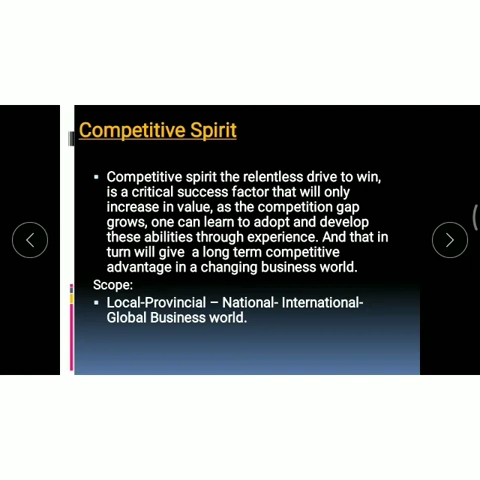 Competitive Spirit
Competitive spirit the relentless drive to win,
is a critical success factor that will only
increase in value, as the competition gap
grows, one can learn to adopt and develop
these abilities through experience. And that in
turn will give a long term competitive
advantage in a changing business world.
Scope:
Local-Provincial – National- International-
Global Business world.